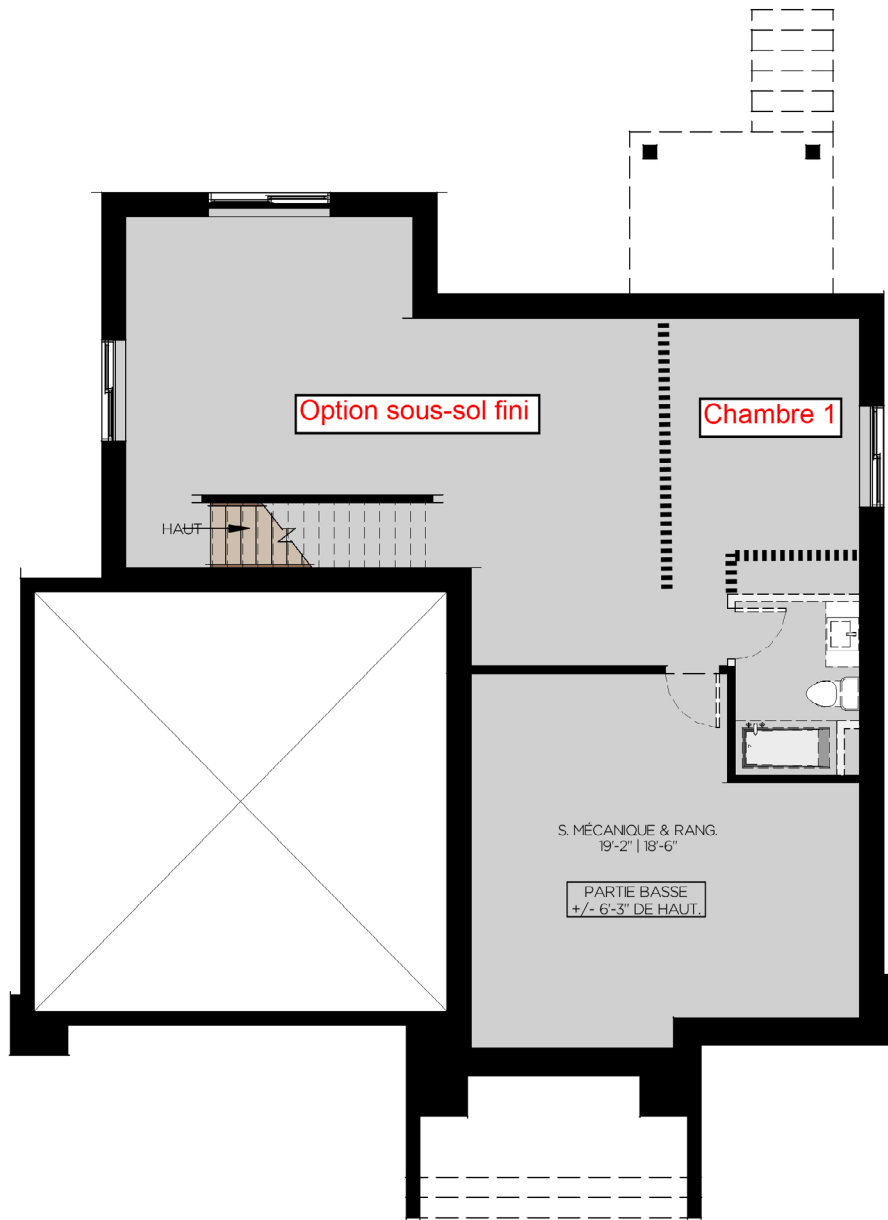 Option sous-sol fini
Chambre 1
HAUT
S. MÉCANIQUE & RANG.
19'-2" | 18'-6"
PARTIE BASSE
+/- 6'-3" DE HAUT.